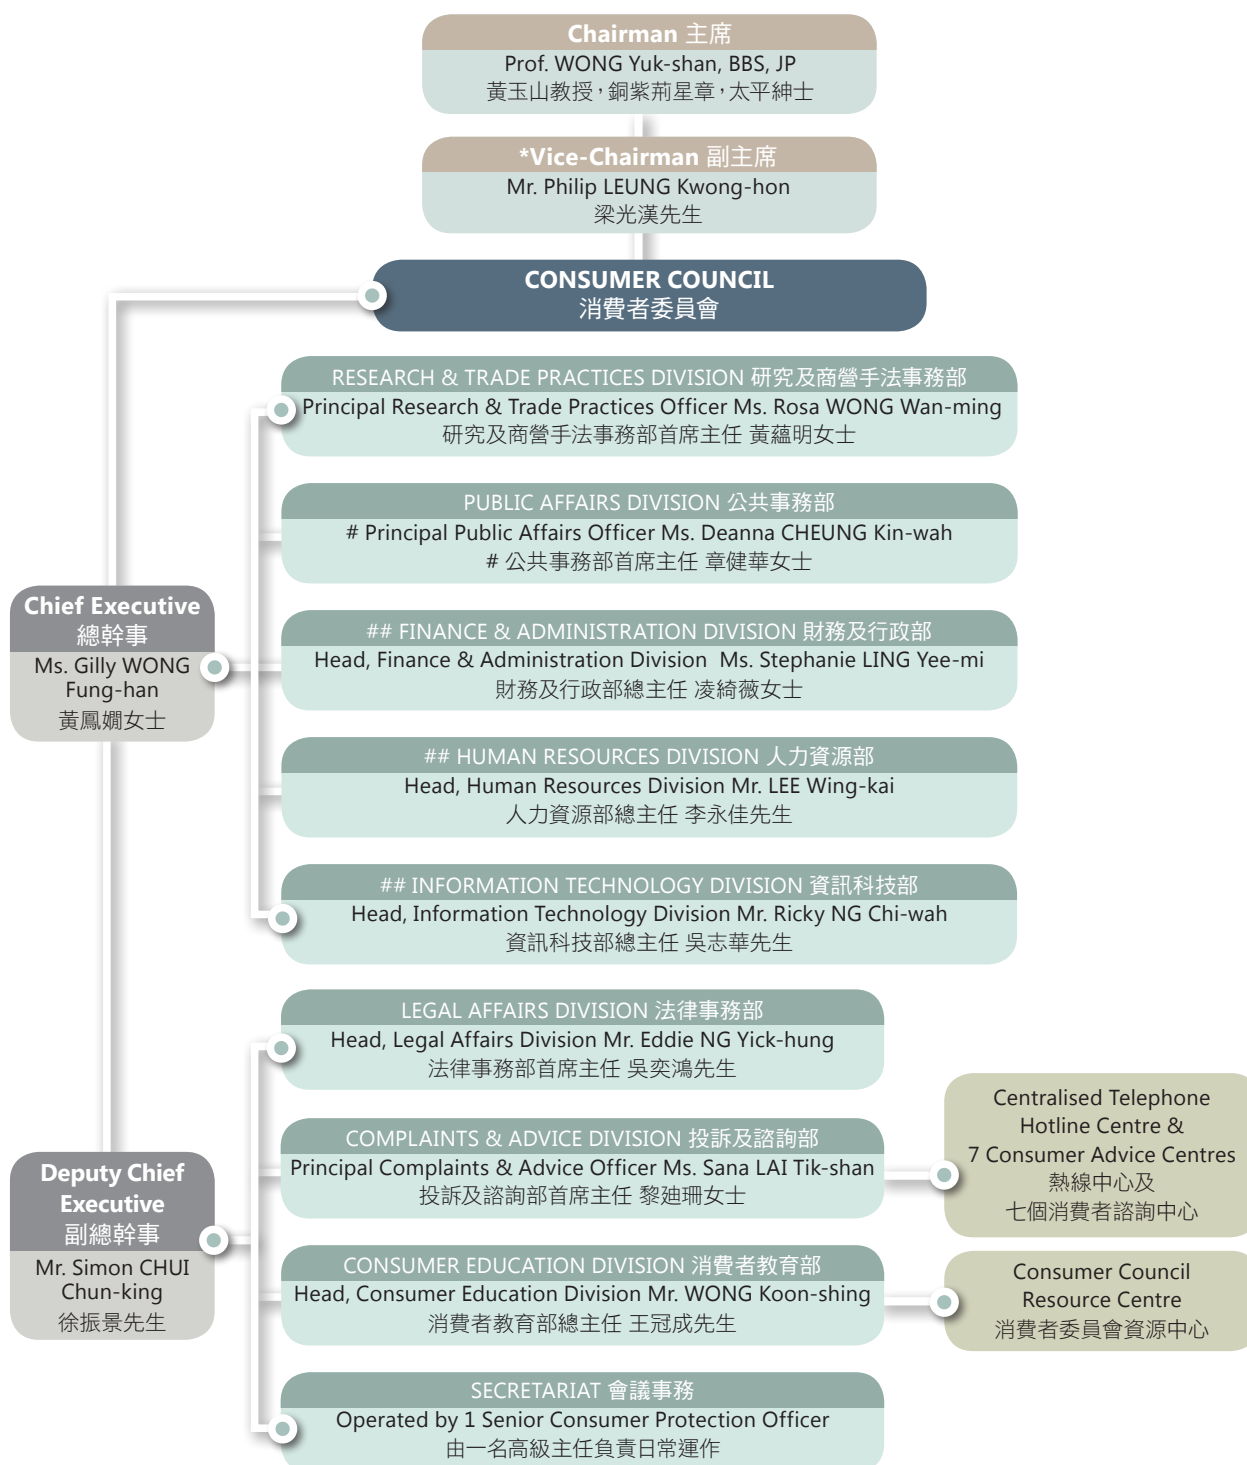 Chairman 主席
Prof. WONG Yuk-shan, BBS, JP
黃玉山教授，銅紫荊星章，太平紳士
*Vice-Chairman 副主席
Mr. Philip LEUNG Kwong-hon
梁光漢先生
CONSUMER COUNCIL
消費者委員會
RESEARCH & TRADE PRACTICES DIVISION 研究及商營手法事務部
Principal Research & Trade Practices Officer Ms. Rosa WONG Wan-ming
研究及商營手法事務部首席主任 黃蘊明女士
PUBLIC AFFAIRS DIVISION 公共事務部
# Principal Public Affairs Officer Ms. Deanna CHEUNG Kin-wah
# 公共事務部首席主任 章健華女士
Chief Executive
總幹事
Ms. Gilly WONG
Fung-han
黃鳳嫺女士
## FINANCE & ADMINISTRATION DIVISION 財務及行政部
Head, Finance & Administration Division Ms. Stephanie LING Yee-mi
財務及行政部總主任 凌綺薇女士
## HUMAN RESOURCES DIVISION 人力資源部
Head, Human Resources Division Mr. LEE Wing-kai
人力資源部總主任 李永佳先生
## INFORMATION TECHNOLOGY DIVISION 資訊科技部
Head, Information Technology Division Mr. Ricky NG Chi-wah
資訊科技部總主任 吳志華先生
LEGAL AFFAIRS DIVISION 法律事務部
Head, Legal Affairs Division Mr. Eddie NG Yick-hung
法律事務部首席主任 吳奕鴻先生
Deputy Chief
Executive
副總幹事
Mr. Simon CHUI
Chun-king
徐振景先生
COMPLAINTS & ADVICE DIVISION 投訴及諮詢部
Principal Complaints & Advice Officer Ms. Sana LAI Tik-shan
投訴及諮詢部首席主任 黎廸珊女士
Centralised Telephone
Hotline Centre &
7 Consumer Advice Centres
熱線中心及
七個消費者諮詢中心
CONSUMER EDUCATION DIVISION 消費者教育部
Head, Consumer Education Division Mr. WONG Koon-shing
消費者教育部總主任 王冠成先生
Consumer Council
Resource Centre
消費者委員會資源中心
SECRETARIAT 會議事務
Operated by 1 Senior Consumer Protection Officer
由一名高級主任負責日常運作